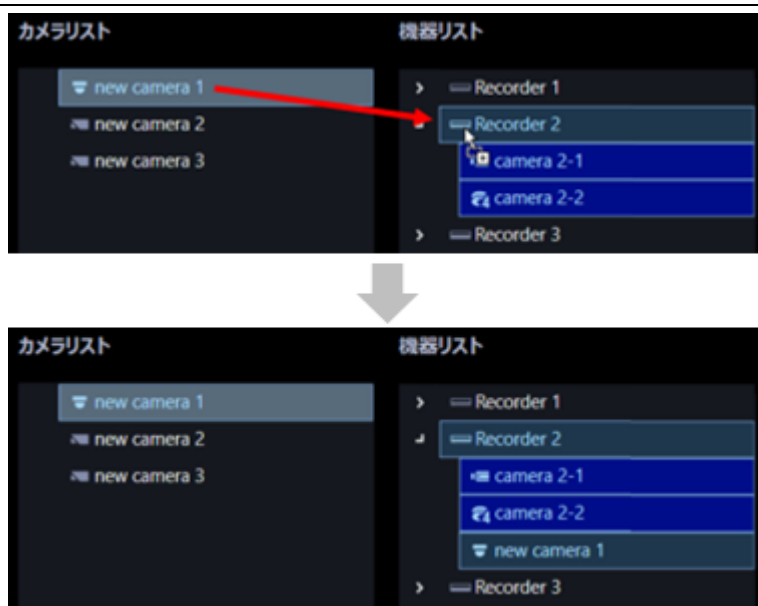 カメラリスト
機器リスト
new camera 1
new camera 2
new camera 3
Recorder 1
Recorder 2
camera 2-1
camera 2-2
Recorder 3
カメラリスト
機器リスト
new camera 1
new camera 2
new camera 3
Recorder 1
Recorder 2
camera 2-1
camera 2-2
new camera 1
Recorder 3